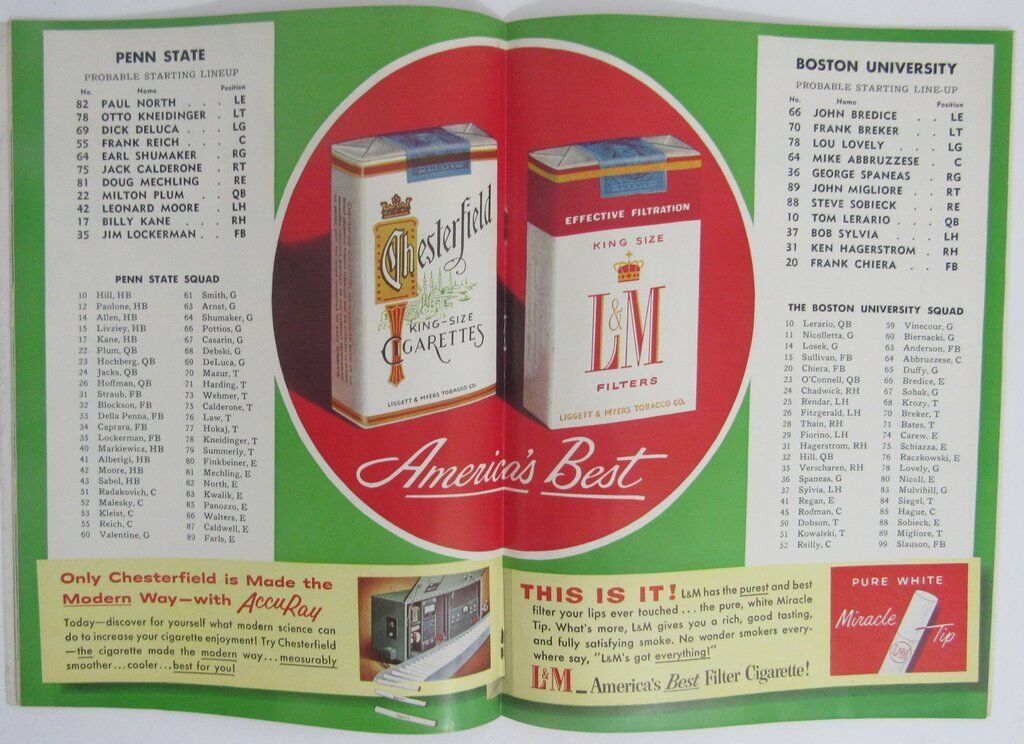 PENN STATE
PROBABLE STARTING LINEUP
No. Name Position
82 PAUL NORTH . . . LE
78 OTTO KNEIDINGER . LT
69 DICK DELUCA . . . LG
55 FRANK REICH . . . C
64 EARL SHUMAKER . RG
75 JACK CALDERONE . RT
81 DOUG MECHLING . RE
22 MILTON PLUM . . QB
42 LEONARD MOORE . LH
17 BILLY KANE . . . RH
35 JIM LOCKERMAN . . FB
PENN STATE SQUAD
10 Hill, HB
12 Paolone, HB
14 Allen, HB
15 Livziey, HB
17 Kane, HB
22 Plum, QB
23 Hochberg, QB
24 Jacks, QB
26 Hoffman, QB
31 Straub, FB
32 Blockson, FB
33 Della Penna, FB
34 Caprara, FB
35 Lockerman, FB
40 Markiewicz, HB
41 Alberigi, HB
42 Moore, HB
43 Sabol, HB
51 Radakovich, C
52 Malesky, C
53 Kleist, C
55 Reich, C
60 Valentine, G
61 Smith, G
63 Arnst, G
64 Shumaker, G
66 Pottios, G
67 Casarin, G
68 Debski, G
69 DeLuca, G
70 Mazur, T
71 Harding, T
73 Wehmer, T
75 Calderone, T
76 Law, T
77 Hokaj, T
78 Kneidinger, T
79 Summerly, T
80 Finkbeiner, E
81 Mechling, E
82 North, E
83 Kwalik, E
85 Panozzo, E
86 Walters, E
87 Caldwell, E
89 Farls, E
Chesterfield
KING-SIZE
CIGARETTES
LIGGETT & MYERS TOBACCO CO.
EFFECTIVE FILTRATION
KING SIZE
L&M
FILTERS
LIGGETT & MYERS TOBACCO CO.
America's Best
BOSTON UNIVERSITY
PROBABLE STARTING LINE-UP
No. Name Position
66 JOHN BREDICE . . LE
70 FRANK BREKER . . LT
78 LOU LOVELY . . . LG
64 MIKE ABBRUZZESE . C
36 GEORGE SPANEAS . RG
89 JOHN MIGLIORE . . RT
88 STEVE SOBIECK . . RE
10 TOM LERARIO . . QB
37 BOB SYLVIA . . . LH
31 KEN HAGERSTROM . RH
20 FRANK CHIERA . . FB
THE BOSTON UNIVERSITY SQUAD
10 Lerario, QB
11 Nicolletta, G
14 Losek, G
15 Sullivan, FB
20 Chiera, FB
23 O'Connell, QB
24 Chadwick, RH
25 Rendar, LH
26 Fitzgerald, LH
28 Thain, RH
29 Fiorino, LH
31 Hagerstrom, RH
32 Hill, QB
35 Verscharen, RH
36 Spaneas, G
37 Sylvia, LH
41 Regan, E
45 Rodman, C
50 Dobson, T
51 Kowalski, T
52 Reilly, C
59 Vinecour, G
60 Biernacki, G
63 Anderson, FB
64 Abbruzzese, C
65 Duffy, G
66 Bredice, E
67 Sobak, G
68 Krozy, T
70 Breker, T
71 Bates, T
74 Carew, E
75 Schiazza, E
76 Raczkowski, E
78 Lovely, G
80 Nicoll, E
83 Mulvihill, G
84 Siegel, T
85 Hague, C
88 Sobieck, E
89 Migliore, T
99 Slauson, FB
Only Chesterfield is Made the
Modern Way—with AccuRay
Today—discover for yourself what modern science can
do to increase your cigarette enjoyment! Try Chesterfield
—the cigarette made the modern way...measurably
smoother...cooler...best for you!
THIS IS IT! L&M has the purest and best
filter your lips ever touched... the pure, white Miracle
Tip. What's more, L&M gives you a rich, good tasting,
and fully satisfying smoke. No wonder smokers every-
where say, "L&M's got everything!"
L&M—America's Best Filter Cigarette!
PURE WHITE
Miracle Tip